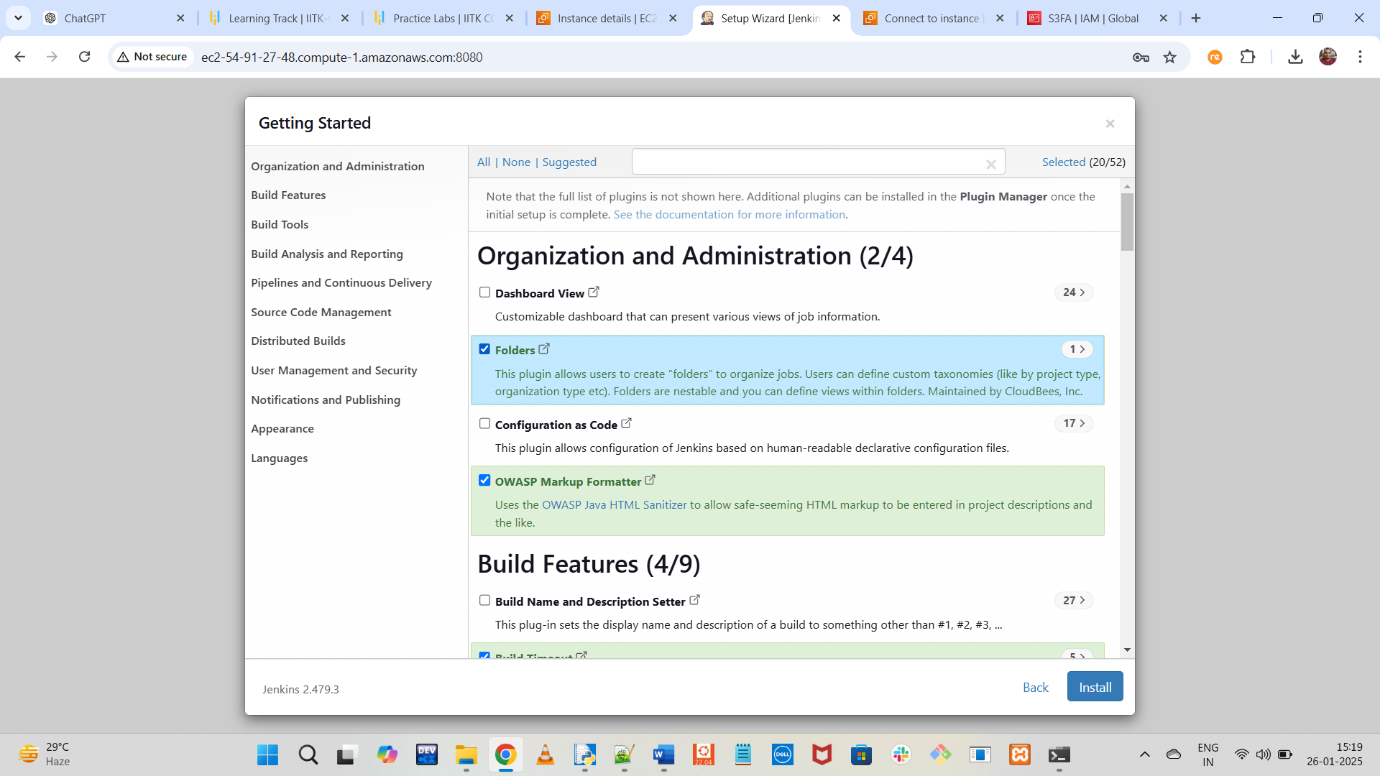 ChatGPT
Learning Track | IITK-
Practice Labs | IITK CC
Instance details | EC2
Setup Wizard [Jenkin
Connect to instance |
S3FA | IAM | Global
Not secure
ec2-54-91-27-48.compute-1.amazonaws.com:8080
re
Getting Started
Organization and Administration
Build Features
Build Tools
Build Analysis and Reporting
Pipelines and Continuous Delivery
Source Code Management
Distributed Builds
User Management and Security
Notifications and Publishing
Appearance
Languages
All | None | Suggested
Selected (20/52)
Note that the full list of plugins is not shown here. Additional plugins can be installed in the Plugin Manager once the
initial setup is complete. See the documentation for more information.
Organization and Administration (2/4)
Dashboard View
24 >
Customizable dashboard that can present various views of job information.
Folders
1 >
This plugin allows users to create "folders" to organize jobs. Users can define custom taxonomies (like by project type,
organization type etc). Folders are nestable and you can define views within folders. Maintained by CloudBees, Inc.
Configuration as Code
17 >
This plugin allows configuration of Jenkins based on human-readable declarative configuration files.
OWASP Markup Formatter
Uses the OWASP Java HTML Sanitizer to allow safe-seeming HTML markup to be entered in project descriptions and
the like.
Build Features (4/9)
Build Name and Description Setter
27 >
This plug-in sets the display name and description of a build to something other than #1, #2, #3, ...
Build Timeout
5 >
Jenkins 2.479.3
Back
Install
29°C
Haze
DEV
22.04
DELL
ENG
IN
15:19
26-01-2025